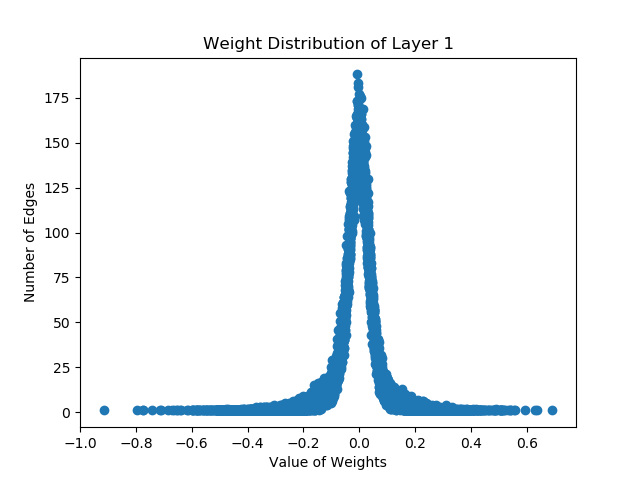 Weight Distribution of Layer 1
Number of Edges
175
150
125
100
75
50
25
0
−1.0 −0.8 −0.6 −0.4 −0.2 0.0 0.2 0.4 0.6
Value of Weights